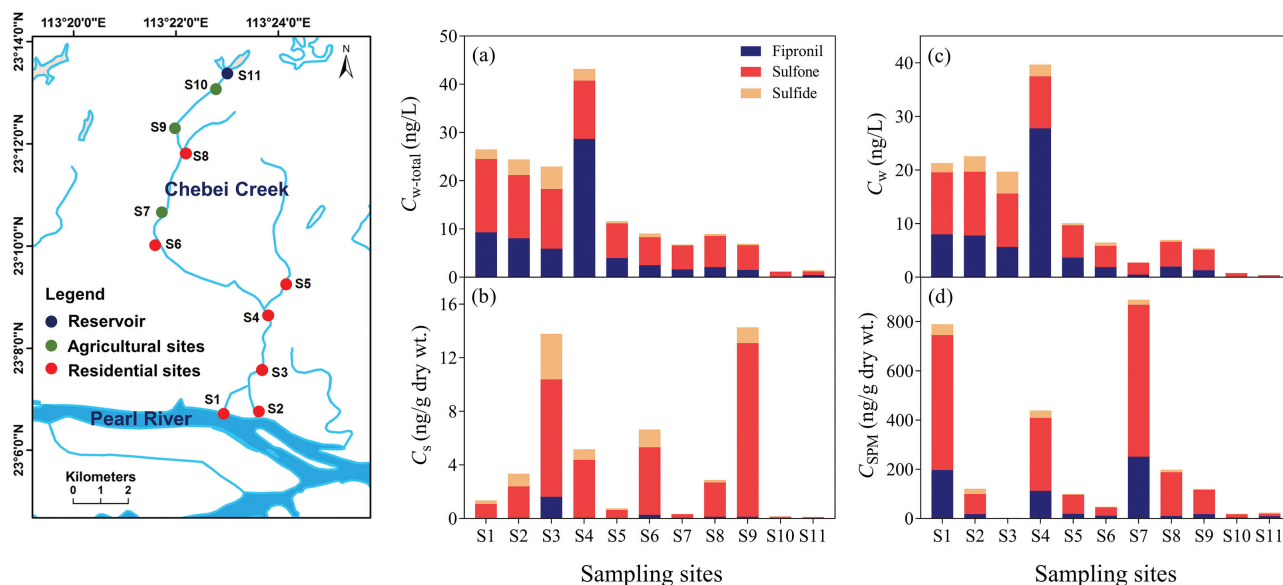 113°20'0"E 113°22'0"E 113°24'0"E
23°14'0"N
23°12'0"N
23°10'0"N
23°8'0"N
23°6'0"N
N
S11
S10
S9
S8
Chebei Creek
S7
S6
S5
S4
S3
S1
S2
Pearl River
Legend
Reservoir
Agricultural sites
Residential sites
Kilometers
0 1 2
(a)
Fipronil
Sulfone
Sulfide
C_w-total (ng/L)
50
40
30
20
10
0
(c)
C_w (ng/L)
40
30
20
10
0
(b)
C_s (ng/g dry wt.)
16
12
8
4
0
S1 S2 S3 S4 S5 S6 S7 S8 S9 S10 S11
Sampling sites
(d)
C_SPM (ng/g dry wt.)
800
600
400
200
0
S1 S2 S3 S4 S5 S6 S7 S8 S9 S10 S11
Sampling sites